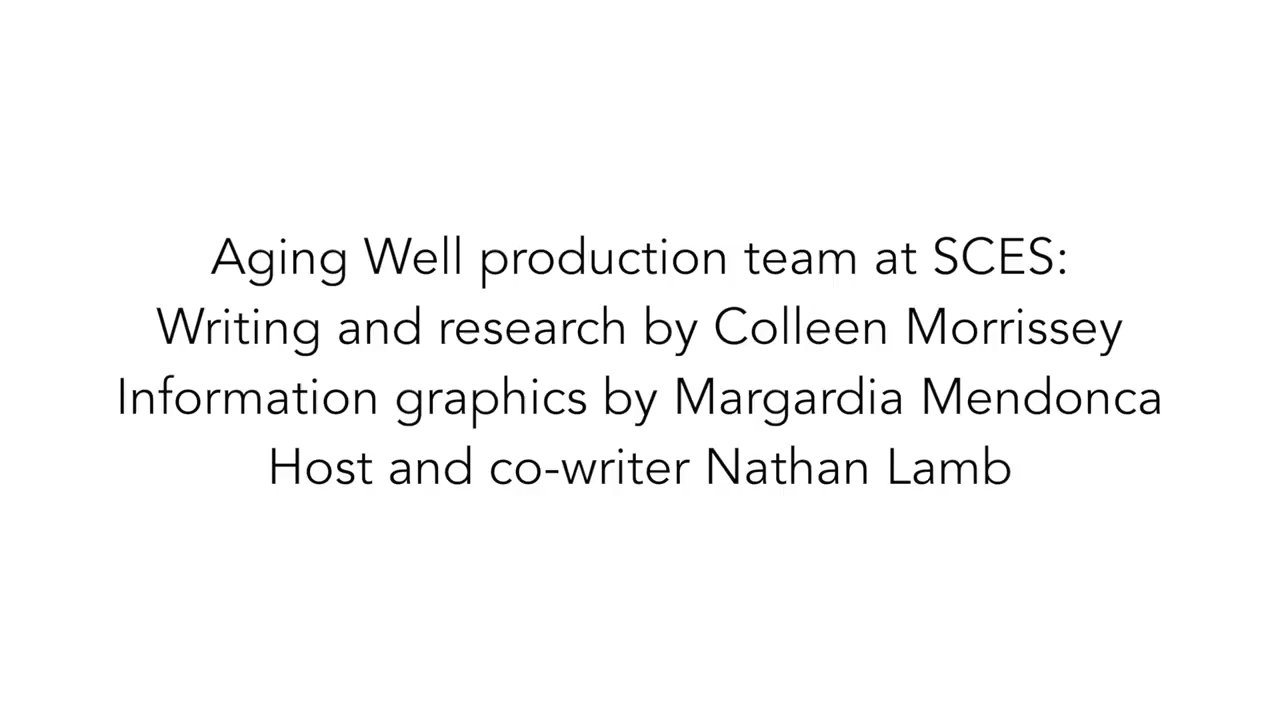 Aging Well production team at SCES:
Writing and research by Colleen Morrissey
Information graphics by Margardia Mendonca
Host and co-writer Nathan Lamb